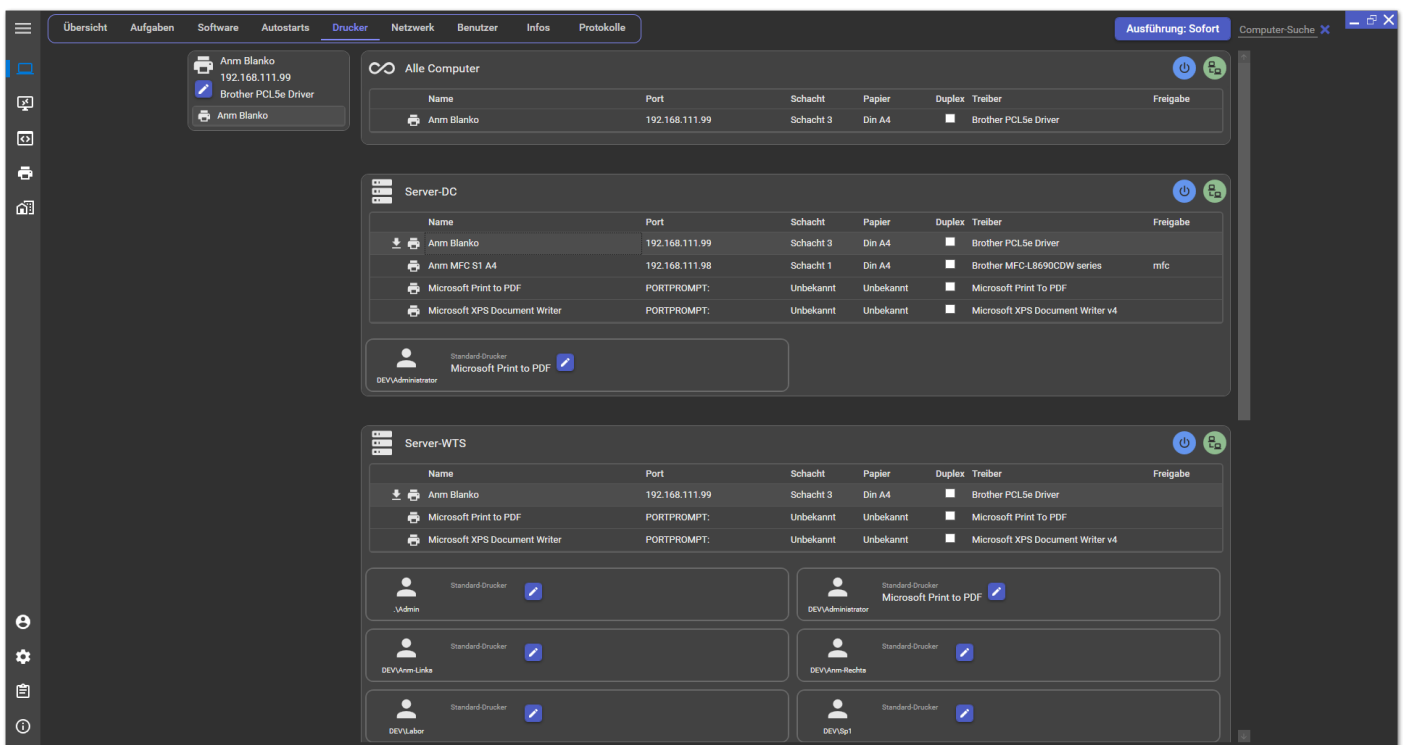 Übersicht Aufgaben Software Autostarts Drucker Netzwerk Benutzer Infos Protokolle Ausführung: Sofort Computer-Suche
Anm Blanko
192.168.111.99
Brother PCL5e Driver
Anm Blanko
Alle Computer
Name Port Schacht Papier Duplex Treiber Freigabe
Anm Blanko 192.168.111.99 Schacht 3 Din A4 Brother PCL5e Driver
Server-DC
Name Port Schacht Papier Duplex Treiber Freigabe
Anm Blanko 192.168.111.99 Schacht 3 Din A4 Brother PCL5e Driver
Anm MFC S1 A4 192.168.111.98 Schacht 1 Din A4 Brother MFC-L8690CDW series mfc
Microsoft Print to PDF PORTPROMPT: Unbekannt Unbekannt Microsoft Print To PDF
Microsoft XPS Document Writer PORTPROMPT: Unbekannt Unbekannt Microsoft XPS Document Writer v4
Standard-Drucker
Microsoft Print to PDF
DEV\Administrator
Server-WTS
Name Port Schacht Papier Duplex Treiber Freigabe
Anm Blanko 192.168.111.99 Schacht 3 Din A4 Brother PCL5e Driver
Microsoft Print to PDF PORTPROMPT: Unbekannt Unbekannt Microsoft Print To PDF
Microsoft XPS Document Writer PORTPROMPT: Unbekannt Unbekannt Microsoft XPS Document Writer v4
Standard-Drucker
.\Admin
Standard-Drucker
Microsoft Print to PDF
DEV\Administrator
Standard-Drucker
DEV\Anm-Links
Standard-Drucker
DEV\Anm-Rechts
Standard-Drucker
DEV\Labor
Standard-Drucker
DEV\Sp1